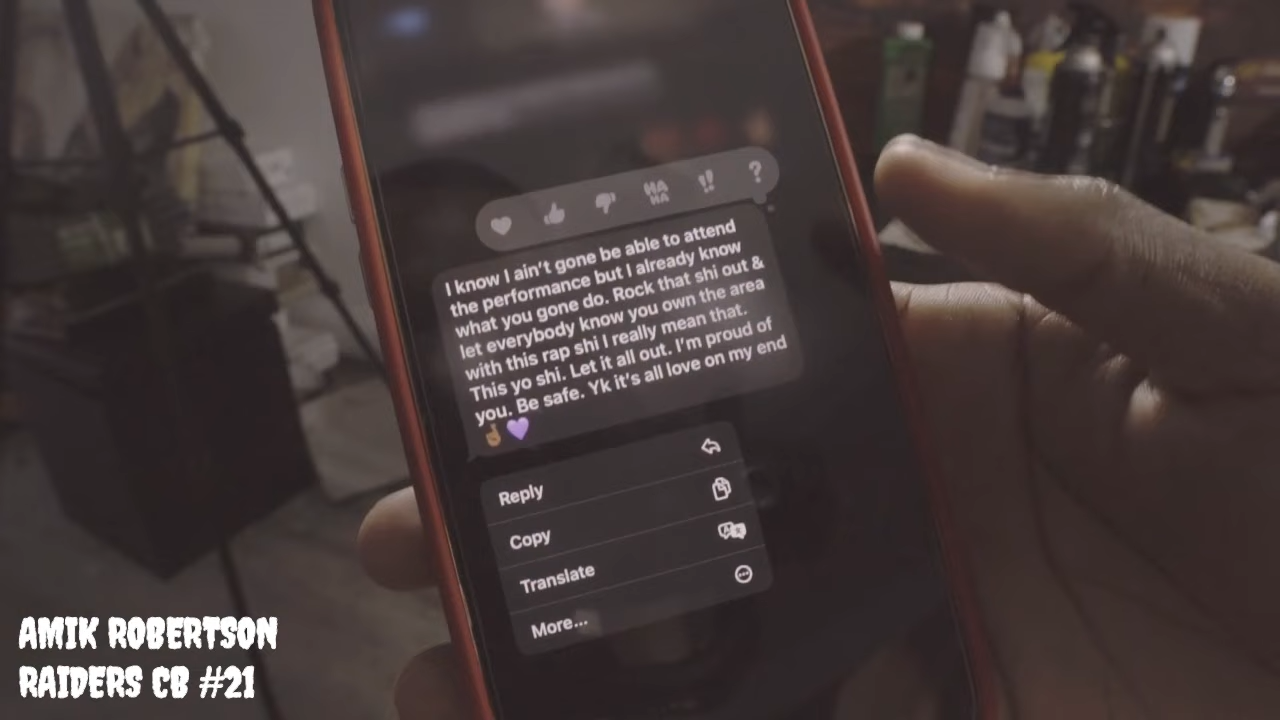 HA
HA
!!
?
I know I ain't gone be able to attend
the performance but I already know
what you gone do. Rock that shi out &
let everybody know you own the area
with this rap shi I really mean that.
This yo shi. Let it all out. I'm proud of
you. Be safe. Yk it's all love on my end
🤞🏾💜
Reply
Copy
Translate
More...
AMIK ROBERTSON
RAIDERS CB #21